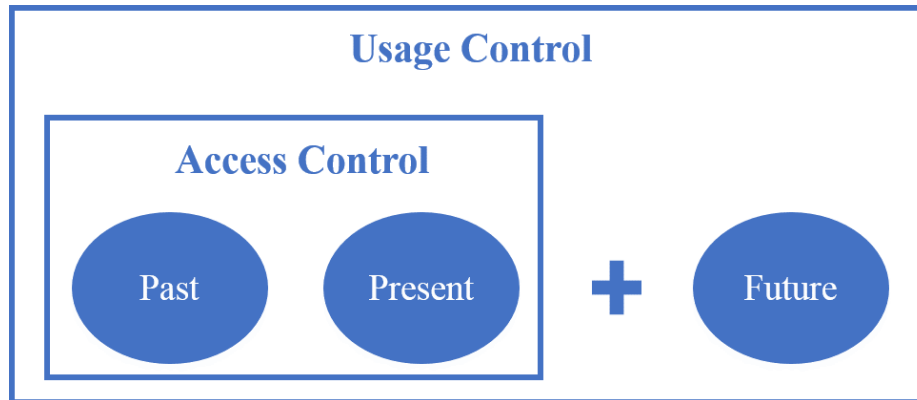 Usage Control
Access Control
Past
Present
+
Future